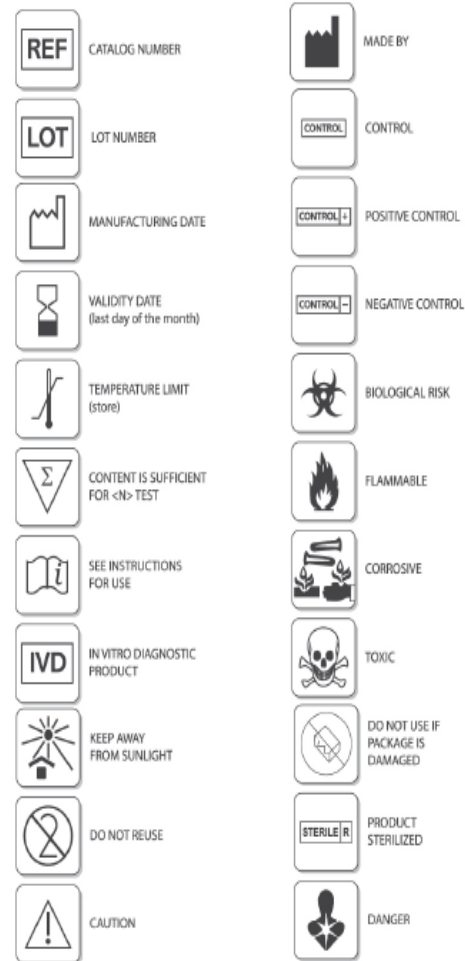 REF
CATALOG NUMBER
LOT
LOT NUMBER
MANUFACTURING DATE
VALIDITY DATE
(last day of the month)
TEMPERATURE LIMIT
(store)
Σ
CONTENT IS SUFFICIENT
FOR <N> TEST
i
SEE INSTRUCTIONS
FOR USE
IVD
IN VITRO DIAGNOSTIC
PRODUCT
KEEP AWAY
FROM SUNLIGHT
2
DO NOT REUSE
!
CAUTION
MADE BY
CONTROL
CONTROL
CONTROL +
POSITIVE CONTROL
CONTROL −
NEGATIVE CONTROL
BIOLOGICAL RISK
FLAMMABLE
CORROSIVE
TOXIC
DO NOT USE IF
PACKAGE IS
DAMAGED
STERILE R
PRODUCT
STERILIZED
DANGER